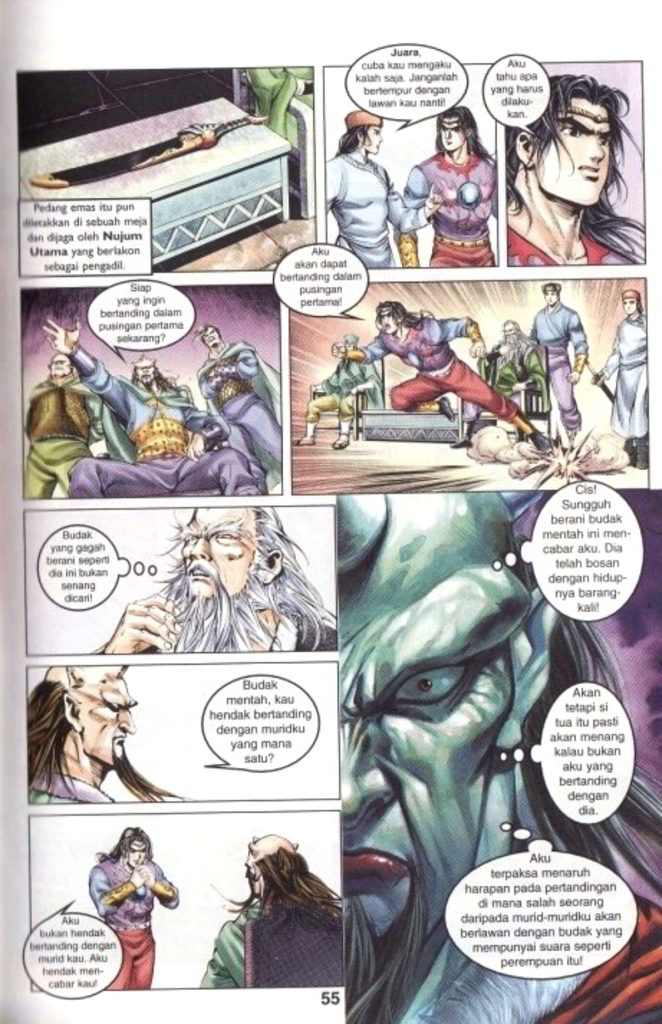 Pedang emas itu pun
diletakkan di sebuah meja
dan dijaga oleh Nujum
Utama yang berlakon
sebagai pengadil.
Juara,
cuba kau mengaku
kalah saja. Janganlah
bertempur dengan
lawan kau nanti!
Aku
tahu apa
yang harus
dilaku-
kan.
Siap
yang ingin
bertanding dalam
pusingan pertama
sekarang?
Aku
akan dapat
bertanding dalam
pusingan
pertama!
Budak
yang gagah
berani seperti
dia ini bukan
senang
dicari!
Cis!
Sungguh
berani budak
mentah ini men-
cabar aku. Dia
telah bosan
dengan hidup-
nya barang-
kali!
Budak
mentah, kau
hendak bertanding
dengan muridku
yang mana
satu?
Akan
tetapi si
tua itu pasti
akan menang
kalau bukan
aku yang
bertanding
dengan
dia.
Aku
terpaksa menaruh
harapan pada pertandingan
di mana salah seorang
daripada murid-muridku akan
berlawan dengan budak yang
mempunyai suara seperti
perempuan itu!
Aku
bukan hendak
bertanding dengan
murid kau. Aku
hendak men-
cabar kau!
55